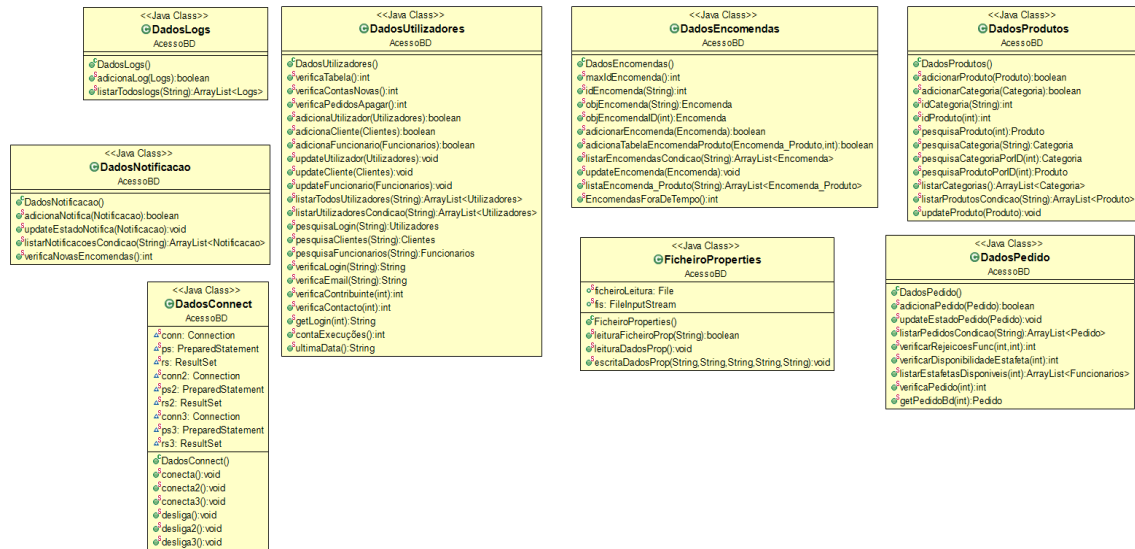 <<Java Class>>
DadosLogs
AcessoBD
DadosLogs()
adicionaLog(Logs):boolean
listarTodoslogs(String):ArrayList<Logs>
<<Java Class>>
DadosNotificacao
AcessoBD
DadosNotificacao()
adicionaNotifica(Notificacao):boolean
updateEstadoNotifica(Notificacao):void
listarNotificacoesCondicao(String):ArrayList<Notificacao>
verificaNovasEncomendas():int
<<Java Class>>
DadosConnect
AcessoBD
conn: Connection
ps: PreparedStatement
rs: ResultSet
conn2: Connection
ps2: PreparedStatement
rs2: ResultSet
conn3: Connection
ps3: PreparedStatement
rs3: ResultSet
DadosConnect()
conecta():void
conecta2():void
conecta3():void
desliga():void
desliga2():void
desliga3():void
<<Java Class>>
DadosUtilizadores
AcessoBD
DadosUtilizadores()
verificaTabela():int
verificaContasNovas():int
verificaPedidosApagar():int
adicionaUtilizador(Utilizadores):boolean
adicionaCliente(Clientes):boolean
adicionaFuncionario(Funcionarios):boolean
updateUtilizador(Utilizadores):void
updateCliente(Clientes):void
updateFuncionario(Funcionarios):void
listarTodosUtilizadores(String):ArrayList<Utilizadores>
listarUtilizadoresCondicao(String):ArrayList<Utilizadores>
pesquisaLogin(String):Utilizadores
pesquisaClientes(String):Clientes
pesquisaFuncionarios(String):Funcionarios
verificaLogin(String):String
verificaEmail(String):String
verificaContribuinte(int):int
verificaContacto(int):int
getLogin(int):String
contaExecuções():int
ultimaData():String
<<Java Class>>
DadosEncomendas
AcessoBD
DadosEncomendas()
maxIdEncomenda():int
idEncomenda(String):int
objEncomenda(String):Encomenda
objEncomendaID(int):Encomenda
adicionarEncomenda(Encomenda):boolean
adicionaTabelaEncomendaProduto(Encomenda_Produto,int):boolean
listarEncomendasCondicao(String):ArrayList<Encomenda>
updateEncomenda(Encomenda):void
listaEncomenda_Produto(String):ArrayList<Encomenda_Produto>
EncomendasForaDeTempo():int
<<Java Class>>
FicheiroProperties
AcessoBD
ficheiroLeitura: File
fis: FileInputStream
FicheiroProperties()
leituraFicheiroProp(String):boolean
leituraDadosProp():void
escritaDadosProp(String,String,String,String,String):void
<<Java Class>>
DadosProdutos
AcessoBD
DadosProdutos()
adicionarProduto(Produto):boolean
adicionarCategoria(Categoria):boolean
idCategoria(String):int
idProduto(int):int
pesquisaProduto(int):Produto
pesquisaCategoria(String):Categoria
pesquisaCategoriaPorID(int):Categoria
pesquisaProdutoPorID(int):Produto
listarCategorias():ArrayList<Categoria>
listarProdutosCondicao(String):ArrayList<Produto>
updateProduto(Produto):void
<<Java Class>>
DadosPedido
AcessoBD
DadosPedido()
adicionaPedido(Pedido):boolean
updateEstadoPedido(Pedido):void
listarPedidosCondicao(String):ArrayList<Pedido>
verificarRejeicoesFunc(int,int):int
verificarDisponibilidadeEstafeta(int):int
listarEstafetasDisponiveis(int):ArrayList<Funcionarios>
verificaPedido(int):int
getPedidoBd(int):Pedido